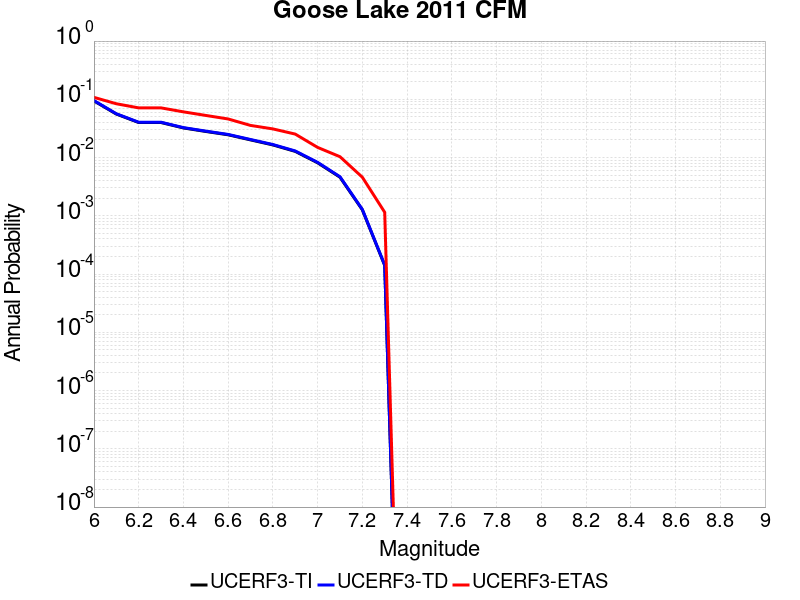 Goose Lake 2011 CFM
10^0
10^-1
10^-2
10^-3
10^-4
10^-5
10^-6
10^-7
10^-8
Annual Probability
6 6.2 6.4 6.6 6.8 7 7.2 7.4 7.6 7.8 8 8.2 8.4 8.6 8.8 9
Magnitude
UCERF3-TI UCERF3-TD UCERF3-ETAS